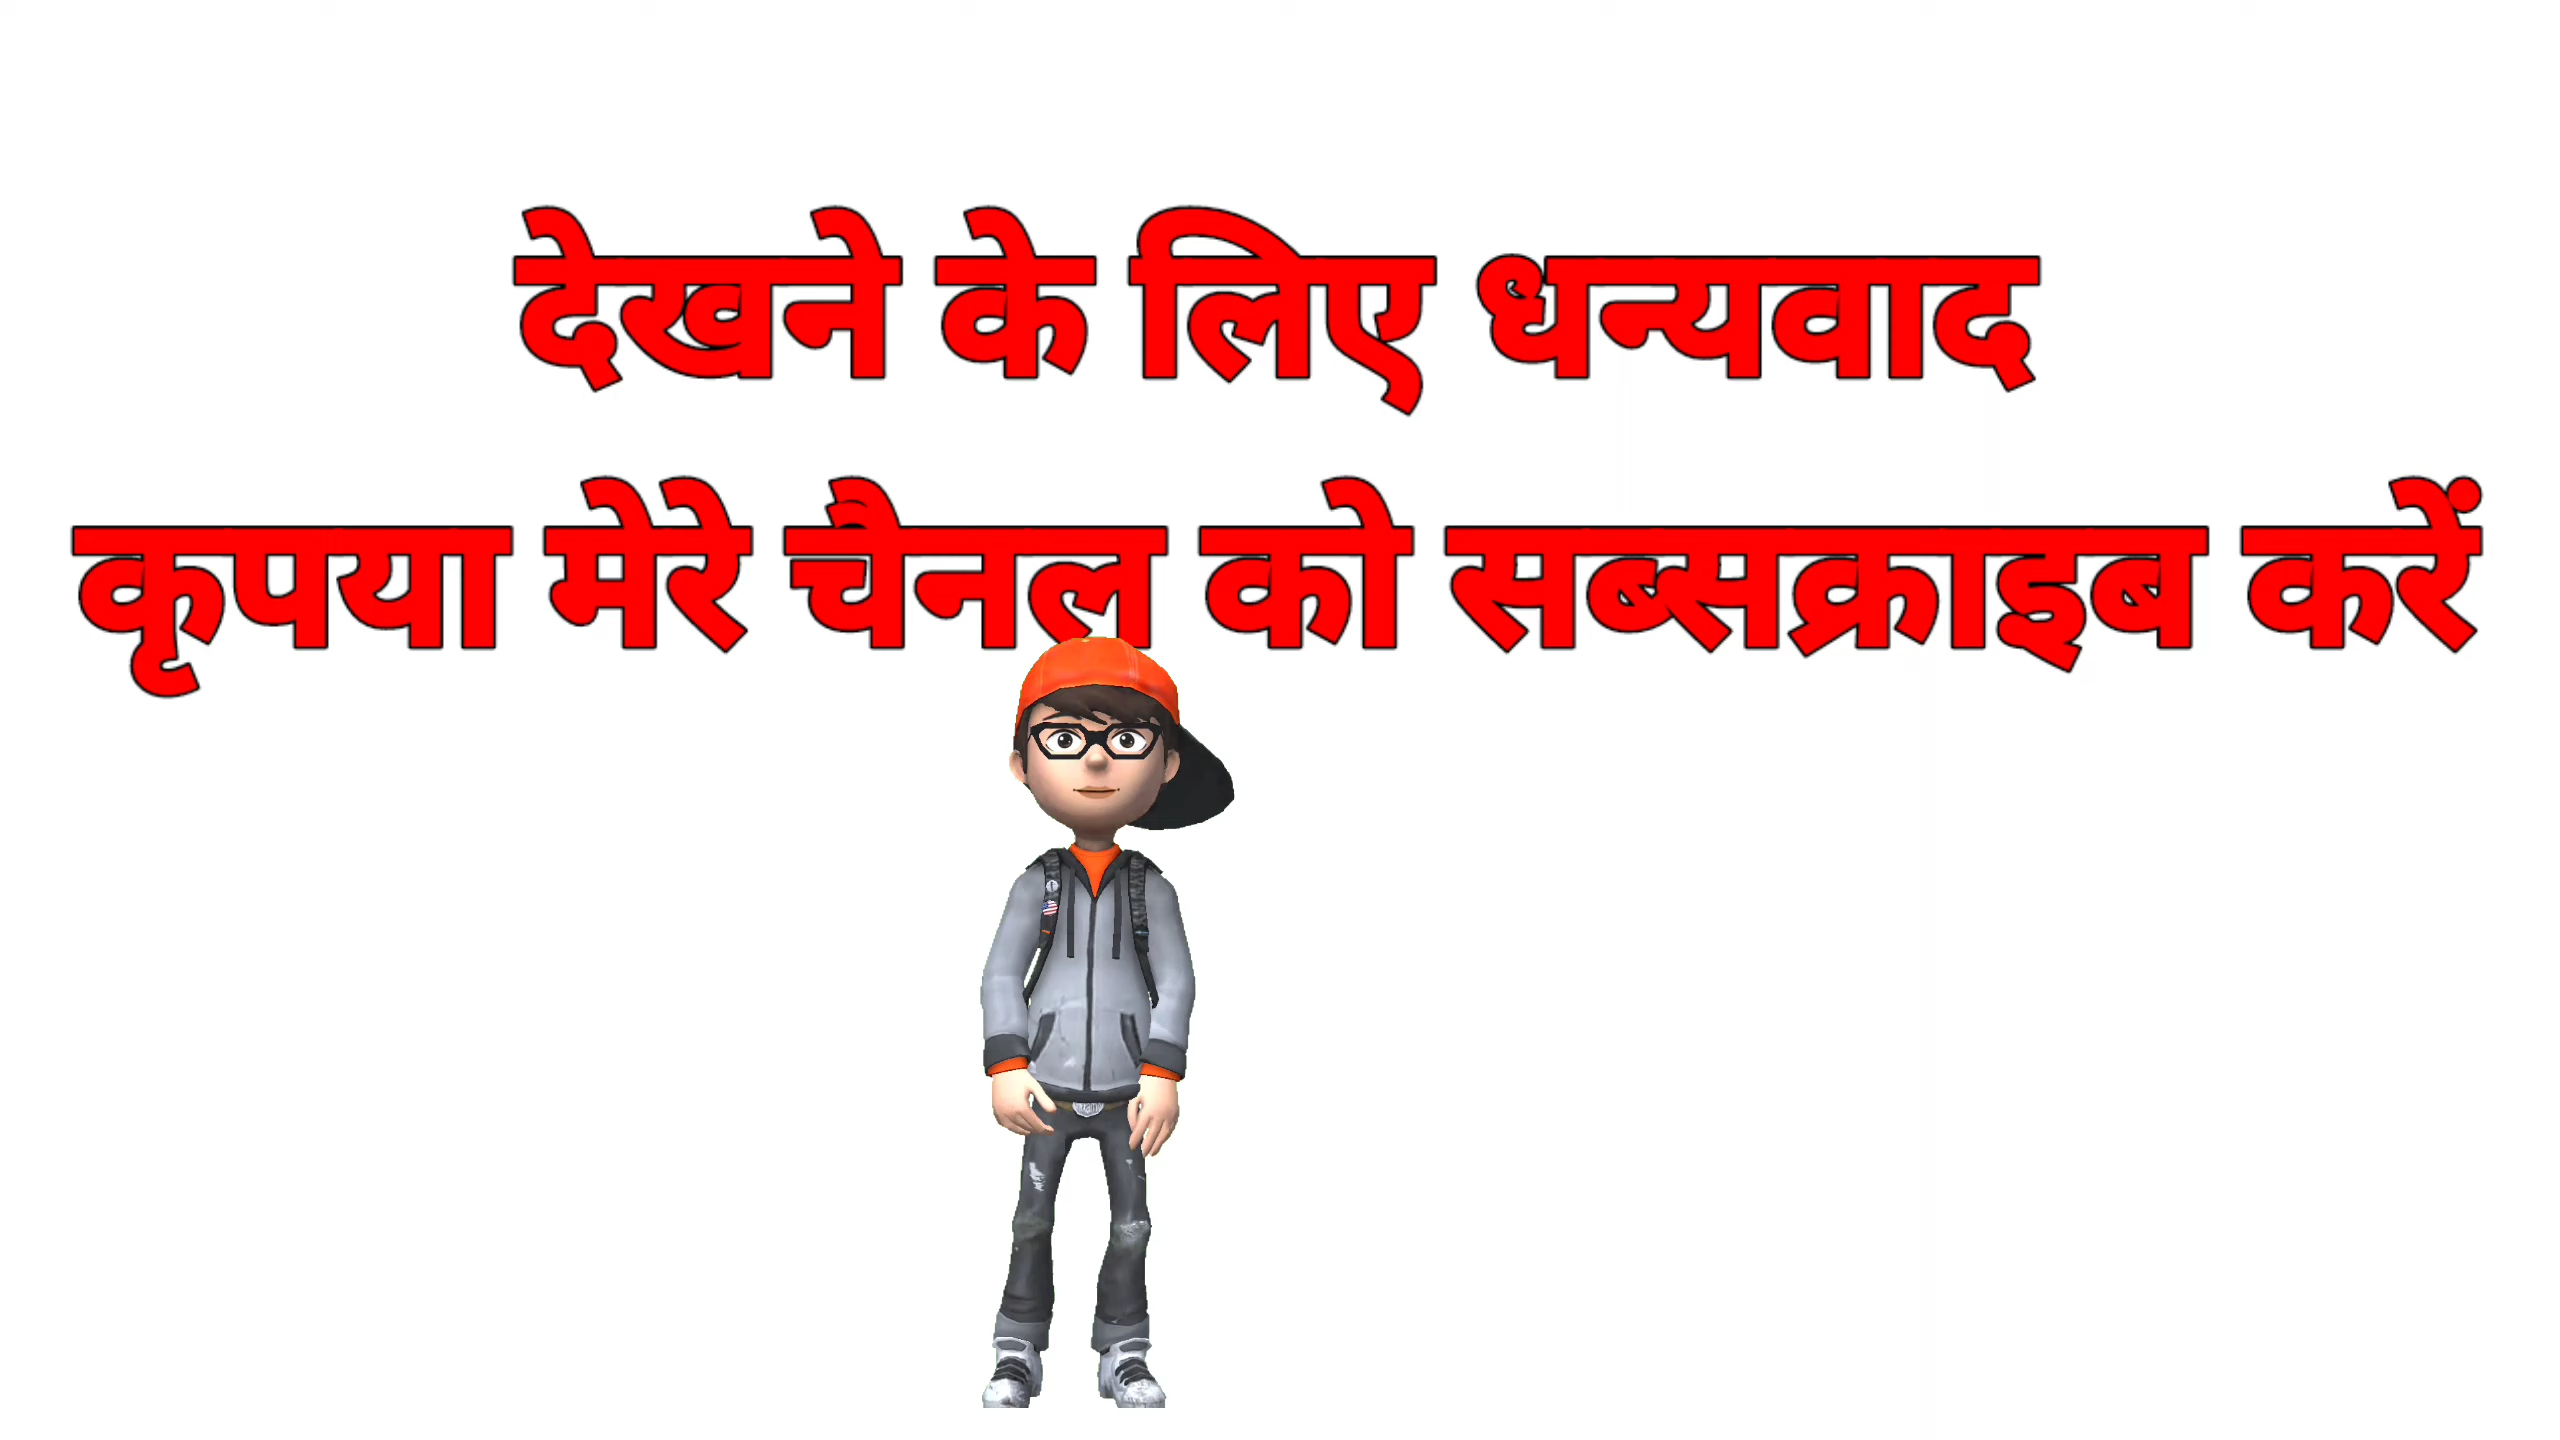 देखने के लिए धन्यवाद
कृपया मेरे चैनल को सब्सक्राइब करें